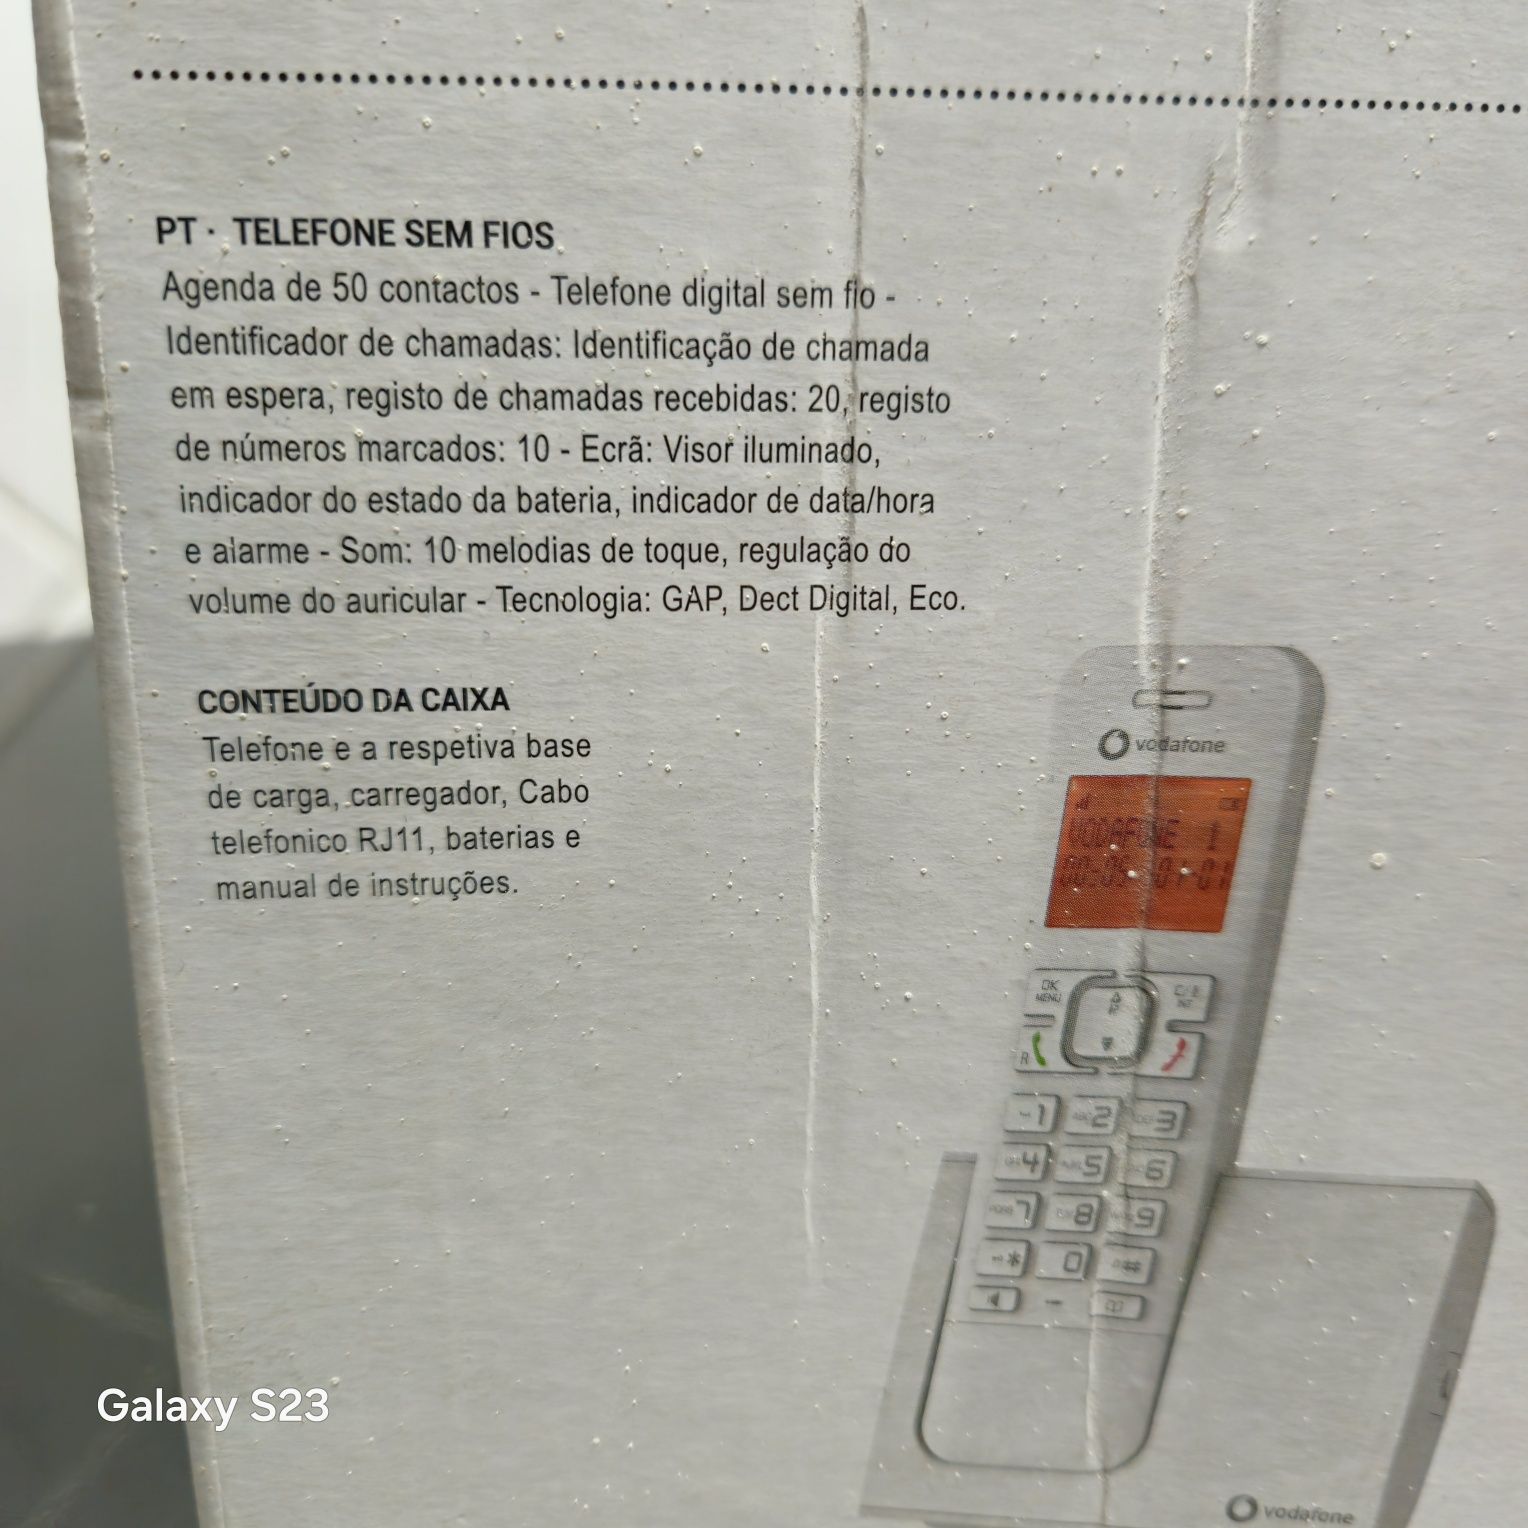 PT · TELEFONE SEM FIOS
Agenda de 50 contactos - Telefone digital sem fio -
Identificador de chamadas: Identificação de chamada
em espera, registo de chamadas recebidas: 20, registo
de números marcados: 10 - Ecrã: Visor iluminado,
indicador do estado da bateria, indicador de data/hora
e alarme - Som: 10 melodias de toque, regulação do
volume do auricular - Tecnologia: GAP, Dect Digital, Eco.
CONTEÚDO DA CAIXA
Telefone e a respetiva base
de carga, carregador, Cabo
telefonico RJ11, baterias e
manual de instruções.
vodafone
VODAFONE 1
00:05 01-01
OK
MENU
R
1 2 3
4 5 6
7 8 9
* 0 #
vodafone
Galaxy S23